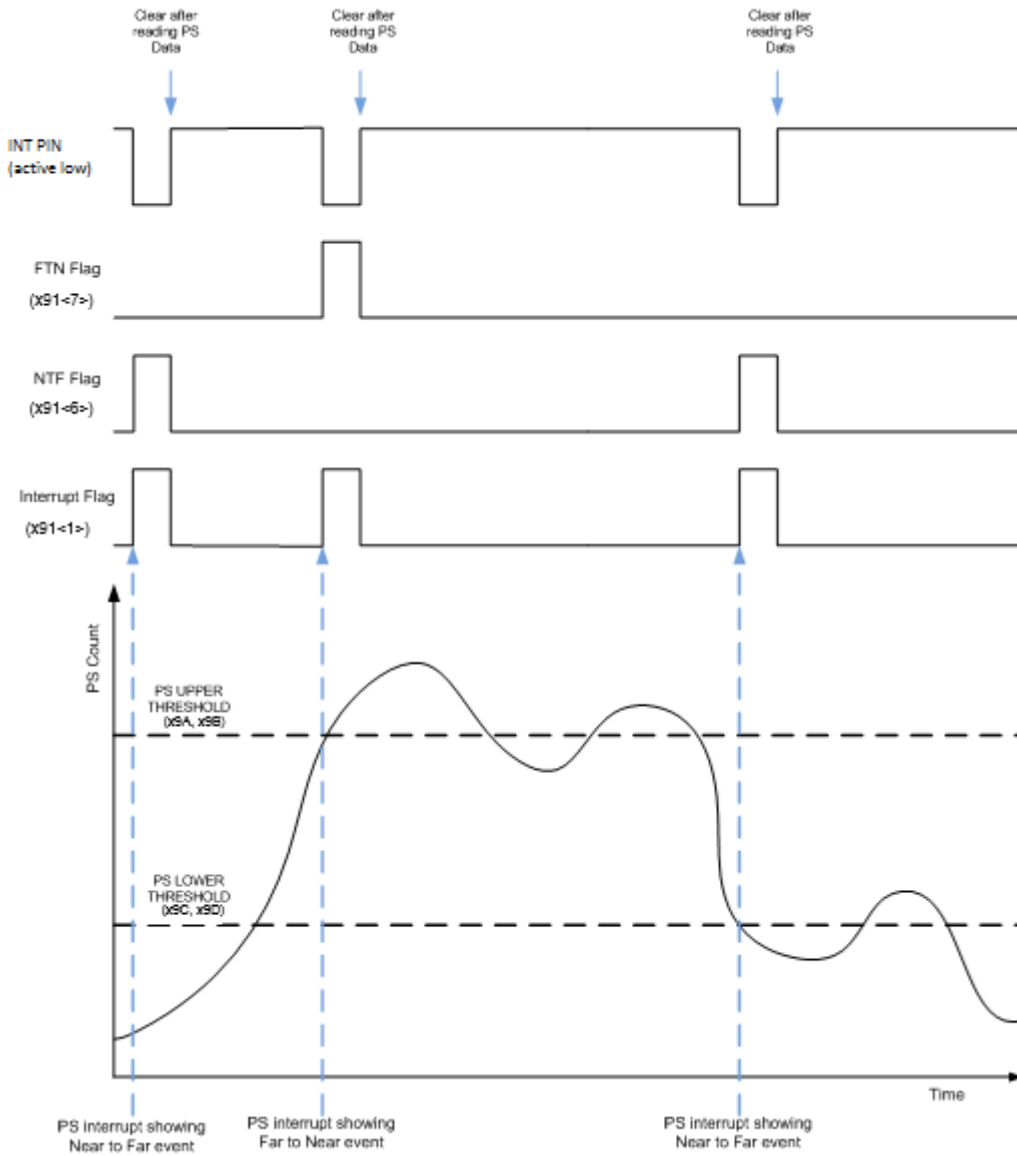 Clear after
reading PS
Data
Clear after
reading PS
Data
Clear after
reading PS
Data
INT PIN
(active low)
FTN Flag
(x91<7>)
NTF Flag
(x91<6>)
Interrupt Flag
(x91<1>)
PS Count
PS UPPER
THRESHOLD
(x9A, x9B)
PS LOWER
THRESHOLD
(x9C, x9D)
Time
PS interrupt showing
Near to Far event
PS interrupt showing
Far to Near event
PS interrupt showing
Near to Far event